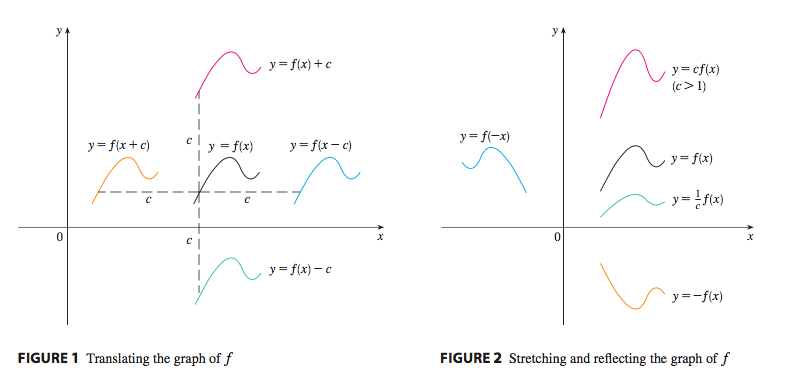 y
y = f(x) + c
y = f(x + c)
c
y = f(x)
y = f(x − c)
c
c
0
c
x
y = f(x) − c
FIGURE 1 Translating the graph of f
y
y = cf(x)
(c > 1)
y = f(−x)
y = f(x)
y = 1/c f(x)
0
x
y = −f(x)
FIGURE 2 Stretching and reflecting the graph of f